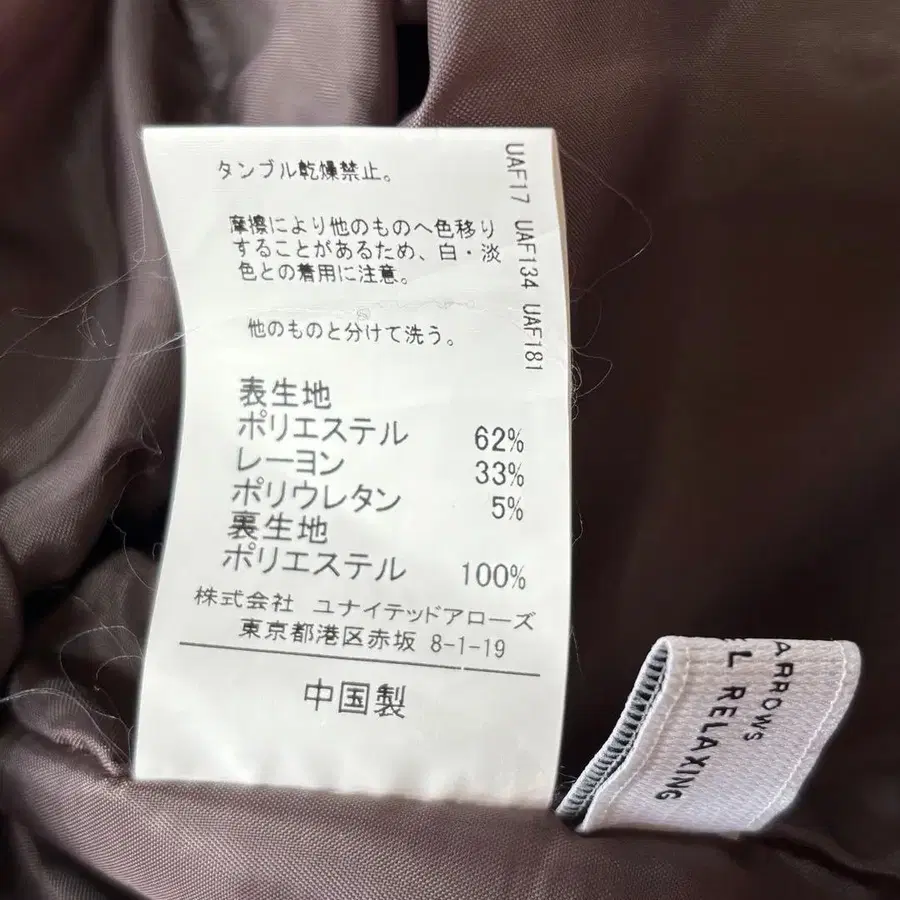 タンブル乾燥禁止。
摩擦により他のものへ色移り
することがあるため、白・淡
色との着用に注意。
他のものと分けて洗う。
UAF17 UAF134 UAF181
表生地
ポリエステル 62%
レーヨン 33%
ポリウレタン 5%
裏生地
ポリエステル 100%
株式会社 ユナイテッドアローズ
東京都港区赤坂 8-1-19
中国製
ARROWS
L RELAXING